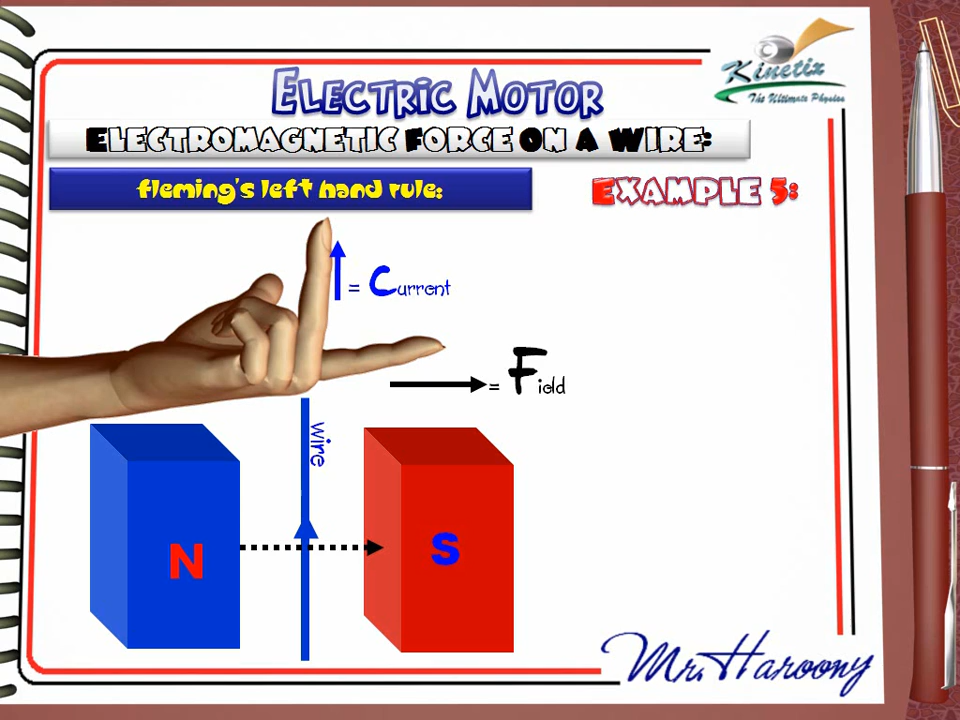 Kinetix
The Ultimate Physics
Electric Motor
Electromagnetic Force on a Wire:
Fleming's left hand rule:
Example 5:
= Current
= Field
wire
N
S
Mr. Haroony